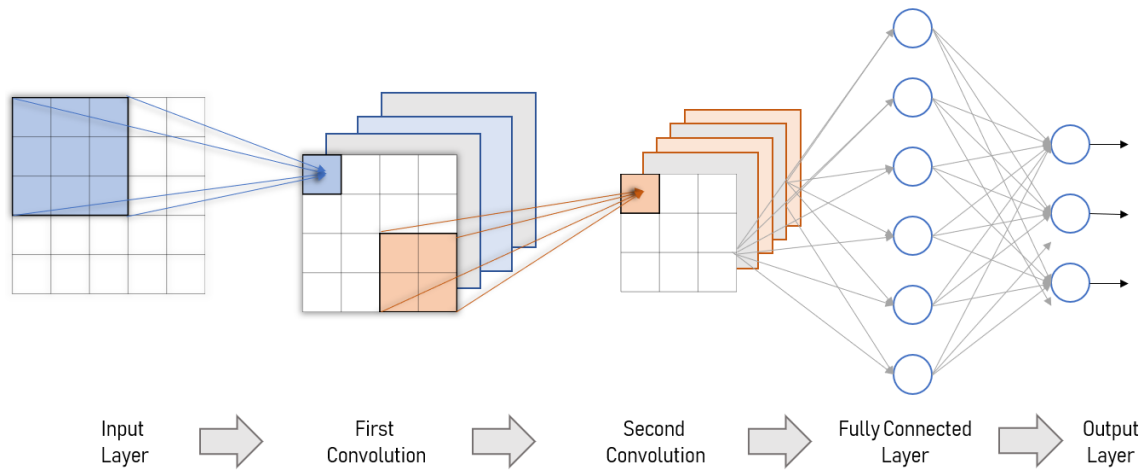 Input
Layer
First
Convolution
Second
Convolution
Fully Connected
Layer
Output
Layer